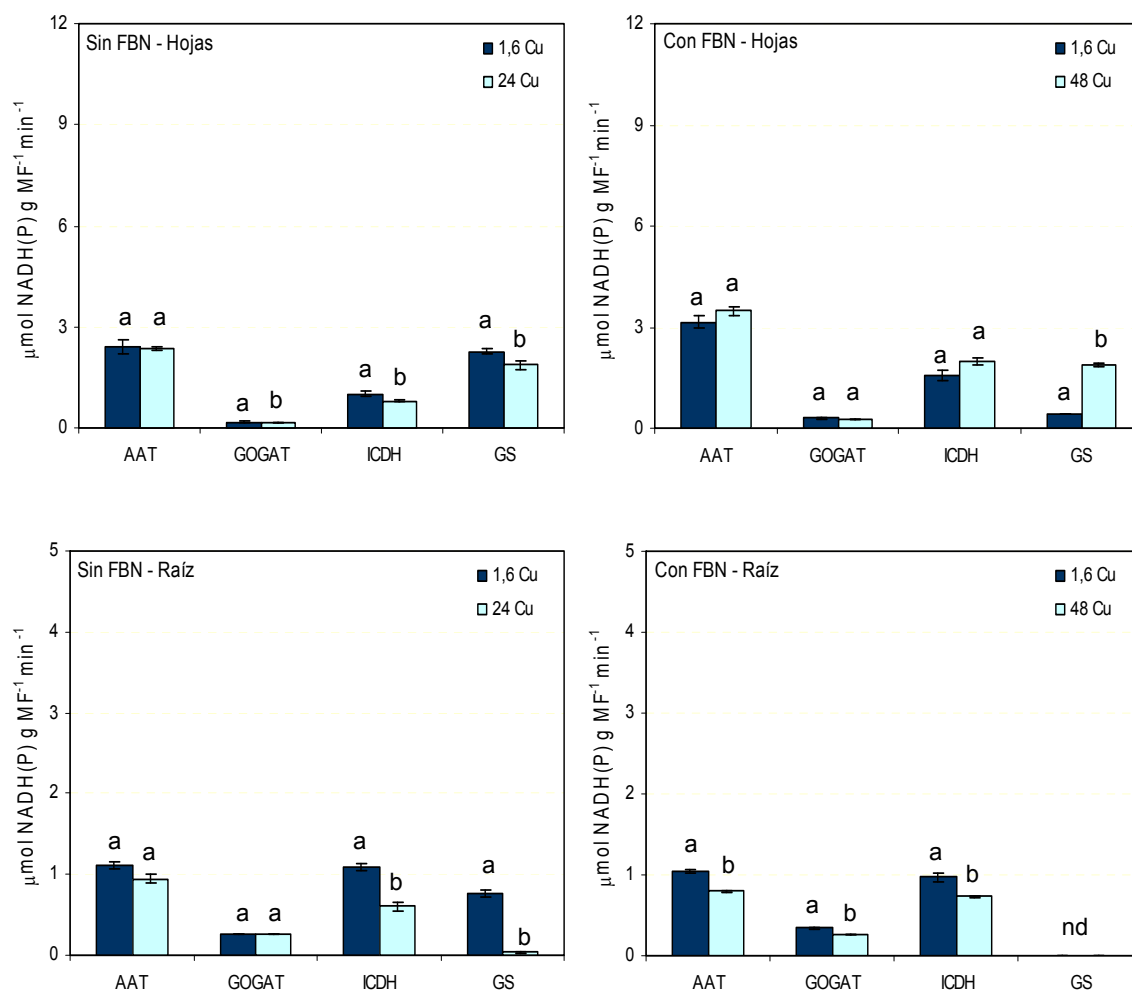 Sin FBN - Hojas
1,6 Cu
24 Cu
12
9
6
3
0
μmol NADH(P) g MF⁻¹ min⁻¹
a a
a b
a b
a b
AAT GOGAT ICDH GS
Con FBN - Hojas
1,6 Cu
48 Cu
12
9
6
3
0
μmol NADH(P) g MF⁻¹ min⁻¹
a a
a a
a a
a b
AAT GOGAT ICDH GS
Sin FBN - Raíz
1,6 Cu
24 Cu
5
4
3
2
1
0
μmol NADH(P) g MF⁻¹ min⁻¹
a a
a a
a b
a b
AAT GOGAT ICDH GS
Con FBN - Raíz
1,6 Cu
48 Cu
5
4
3
2
1
0
μmol NADH(P) g MF⁻¹ min⁻¹
a b
a b
a b
nd
AAT GOGAT ICDH GS